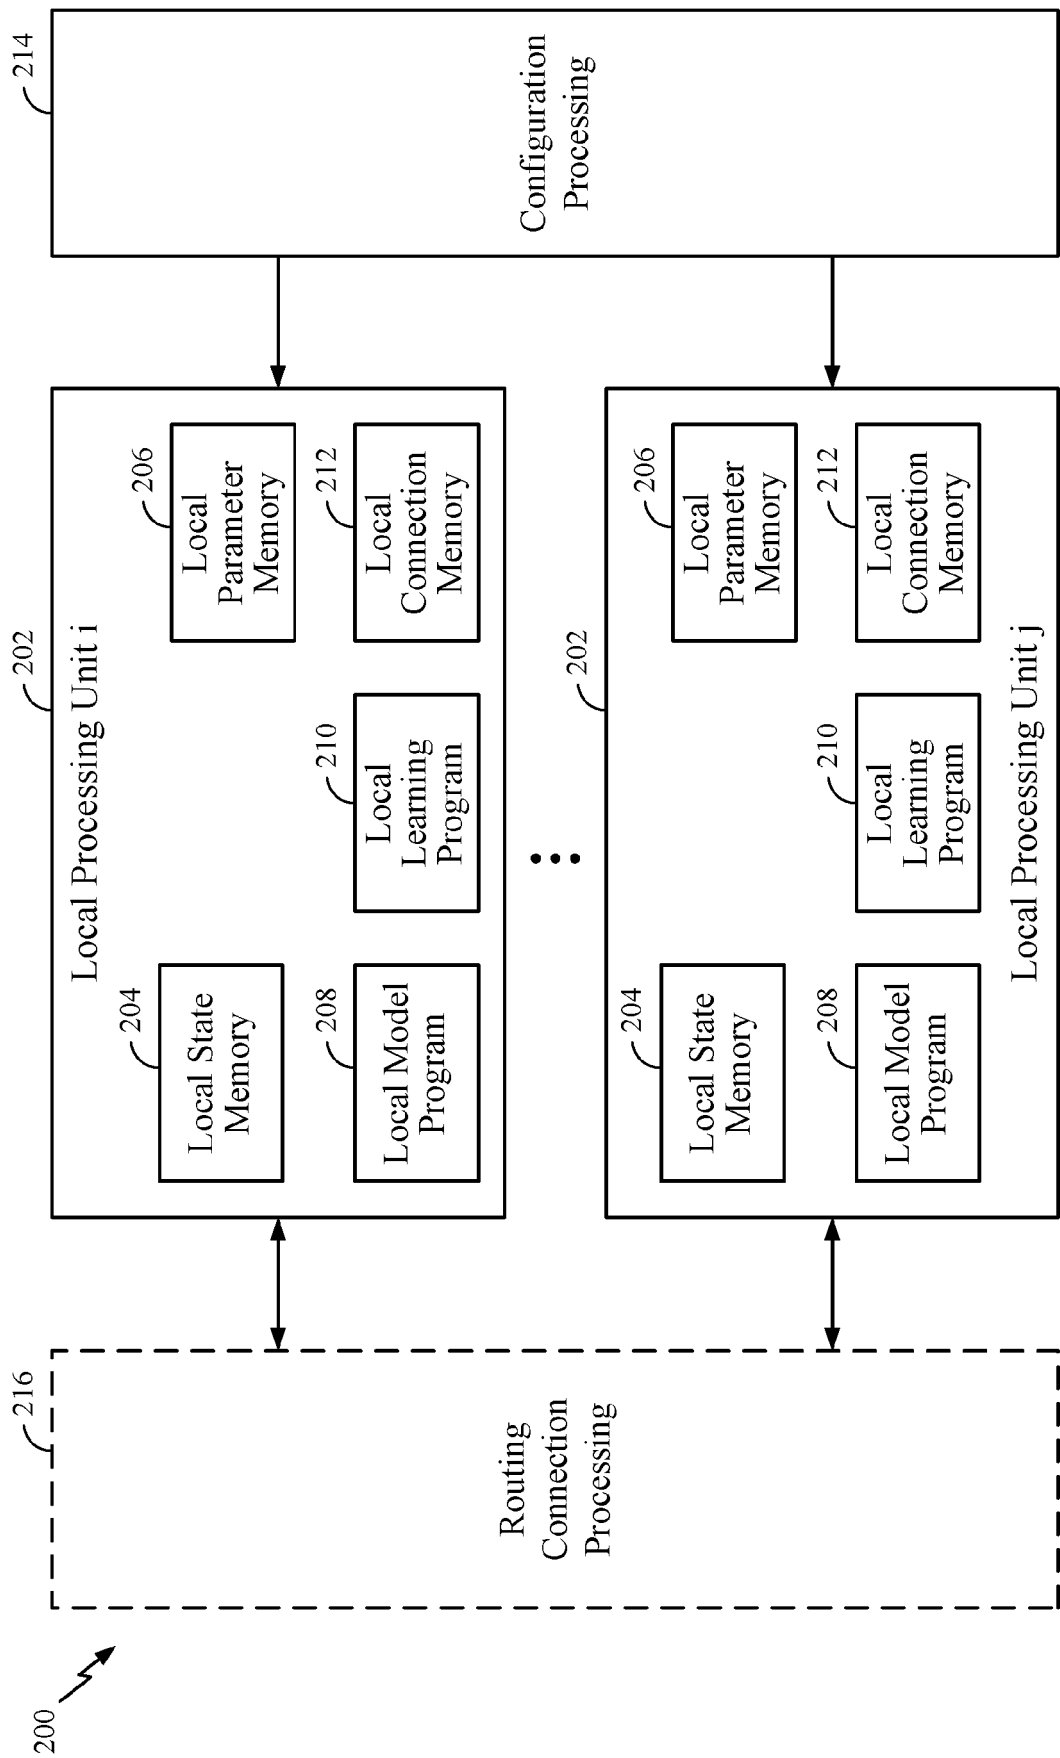 200
216
Routing
Connection
Processing
202
Local Processing Unit i
204
Local State
Memory
206
Local
Parameter
Memory
208
Local Model
Program
210
Local
Learning
Program
212
Local
Connection
Memory
...
202
204
Local State
Memory
206
Local
Parameter
Memory
208
Local Model
Program
210
Local
Learning
Program
212
Local
Connection
Memory
Local Processing Unit j
214
Configuration
Processing